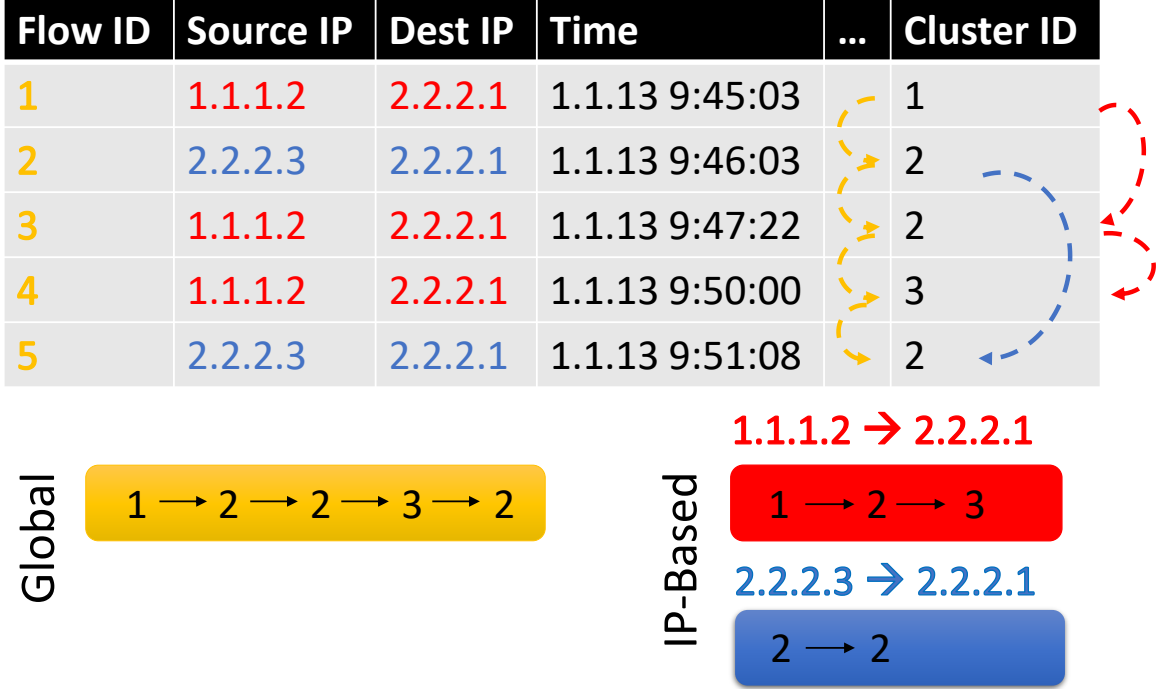 Flow ID Source IP Dest IP Time ... Cluster ID
1 1.1.1.2 2.2.2.1 1.1.13 9:45:03 1
2 2.2.2.3 2.2.2.1 1.1.13 9:46:03 2
3 1.1.1.2 2.2.2.1 1.1.13 9:47:22 2
4 1.1.1.2 2.2.2.1 1.1.13 9:50:00 3
5 2.2.2.3 2.2.2.1 1.1.13 9:51:08 2
Global
1 → 2 → 2 → 3 → 2
IP-Based
1.1.1.2 → 2.2.2.1
1 → 2 → 3
2.2.2.3 → 2.2.2.1
2 → 2